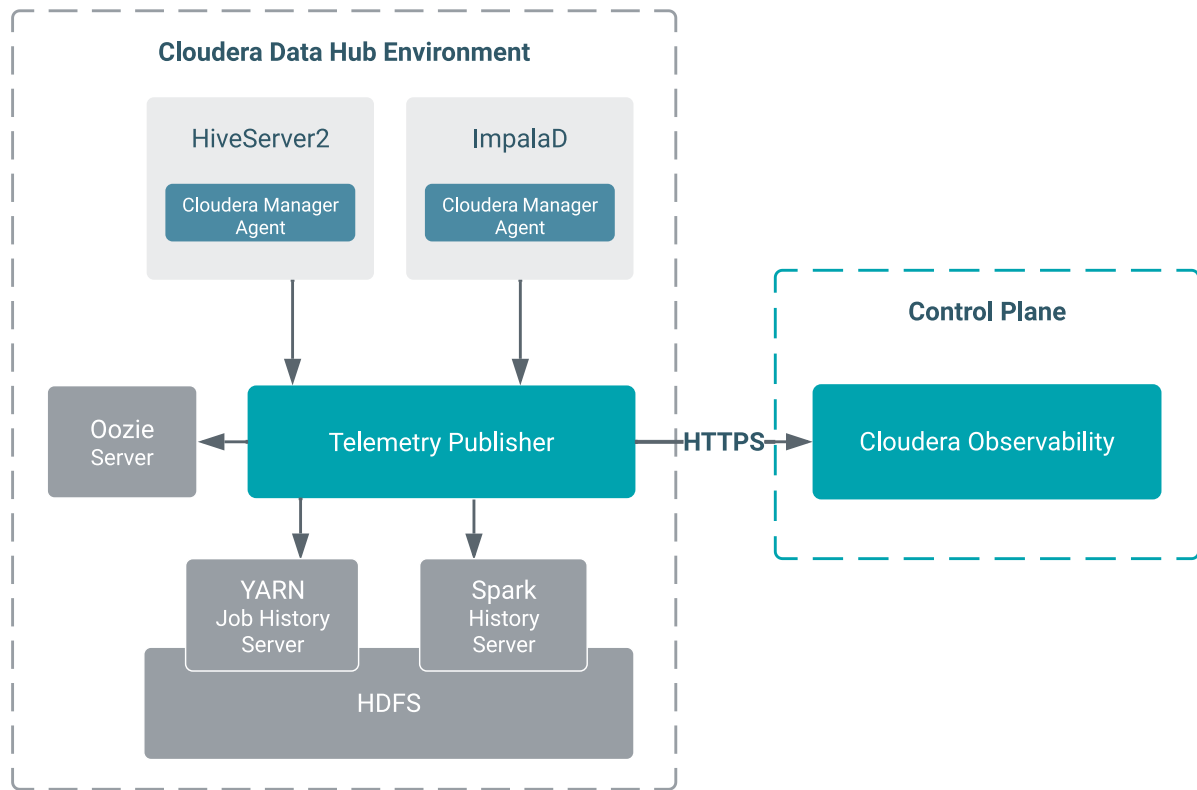 Cloudera Data Hub Environment
HiveServer2
Cloudera Manager
Agent
ImpalaD
Cloudera Manager
Agent
Control Plane
Oozie
Server
Telemetry Publisher
HTTPS
Cloudera Observability
YARN
Job History
Server
Spark
History
Server
HDFS